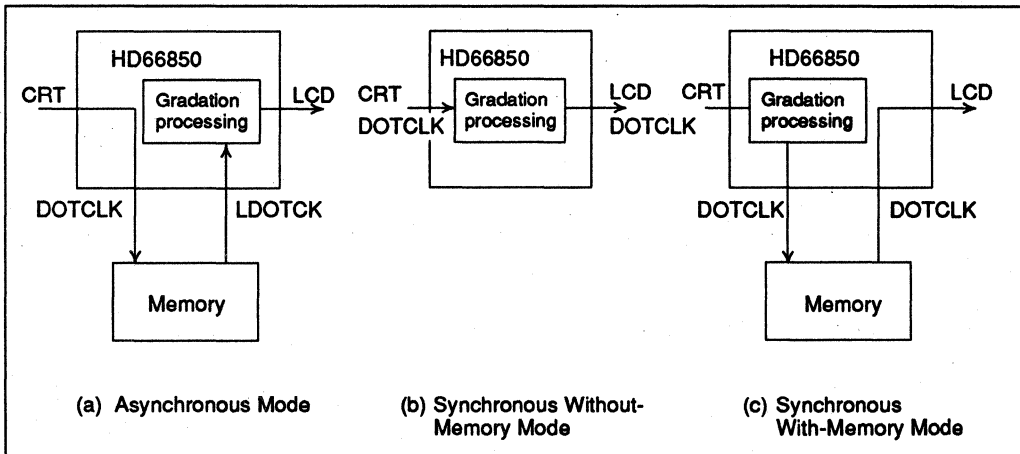 HD66850
CRT
Gradation
processing
LCD
DOTCLK
LDOTCK
Memory
(a) Asynchronous Mode
HD66850
CRT
DOTCLK
Gradation
processing
LCD
DOTCLK
(b) Synchronous Without-
Memory Mode
HD66850
CRT
Gradation
processing
LCD
DOTCLK
DOTCLK
Memory
(c) Synchronous
With-Memory Mode